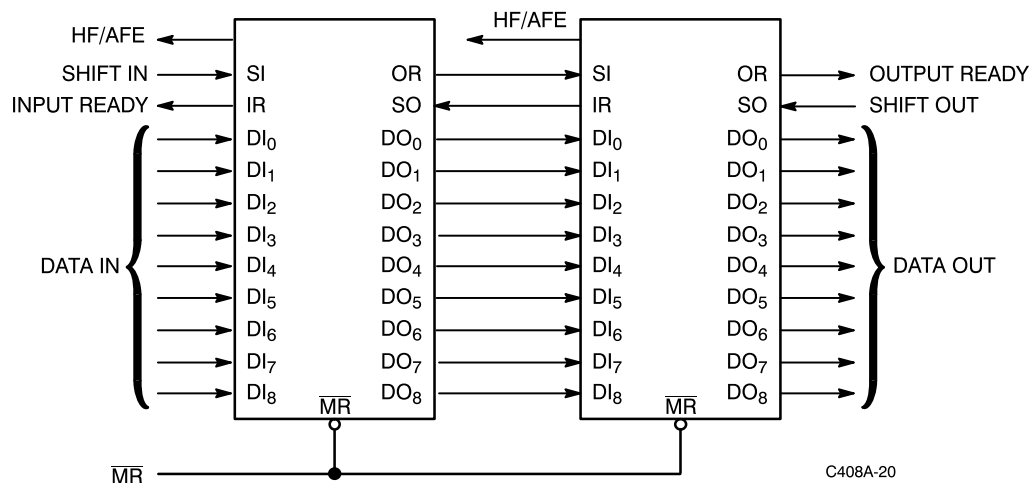 HF/AFE HF/AFE
SHIFT IN SI OR SI OR OUTPUT READY
INPUT READY IR SO IR SO SHIFT OUT
DI0 DO0 DI0 DO0
DI1 DO1 DI1 DO1
DI2 DO2 DI2 DO2
DI3 DO3 DI3 DO3
DATA IN DI4 DO4 DI4 DO4 DATA OUT
DI5 DO5 DI5 DO5
DI6 DO6 DI6 DO6
DI7 DO7 DI7 DO7
DI8 DO8 DI8 DO8
MR MR
MR C408A-20